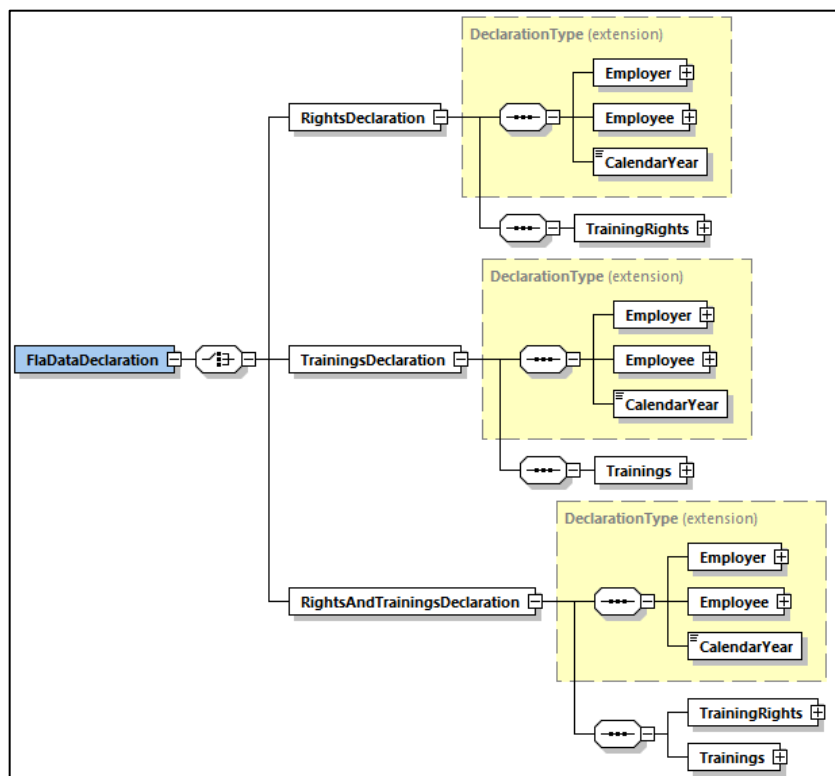 DeclarationType (extension)
Employer
RightsDeclaration
Employee
CalendarYear
TrainingRights
DeclarationType (extension)
Employer
FlaDataDeclaration
TrainingsDeclaration
Employee
CalendarYear
Trainings
DeclarationType (extension)
Employer
RightsAndTrainingsDeclaration
Employee
CalendarYear
TrainingRights
Trainings